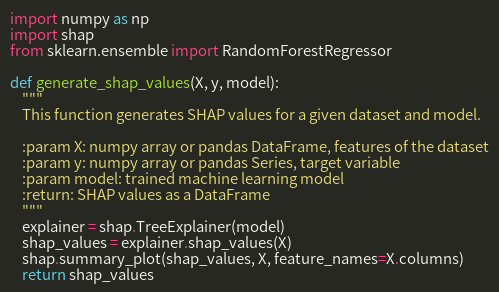 import numpy as np
import shap
from sklearn.ensemble import RandomForestRegressor

def generate_shap_values(X, y, model):
    """
    This function generates SHAP values for a given dataset and model.

    :param X: numpy array or pandas DataFrame, features of the dataset
    :param y: numpy array or pandas Series, target variable
    :param model: trained machine learning model
    :return: SHAP values as a DataFrame
    """
    explainer = shap.TreeExplainer(model)
    shap_values = explainer.shap_values(X)
    shap.summary_plot(shap_values, X, feature_names=X.columns)
    return shap_values